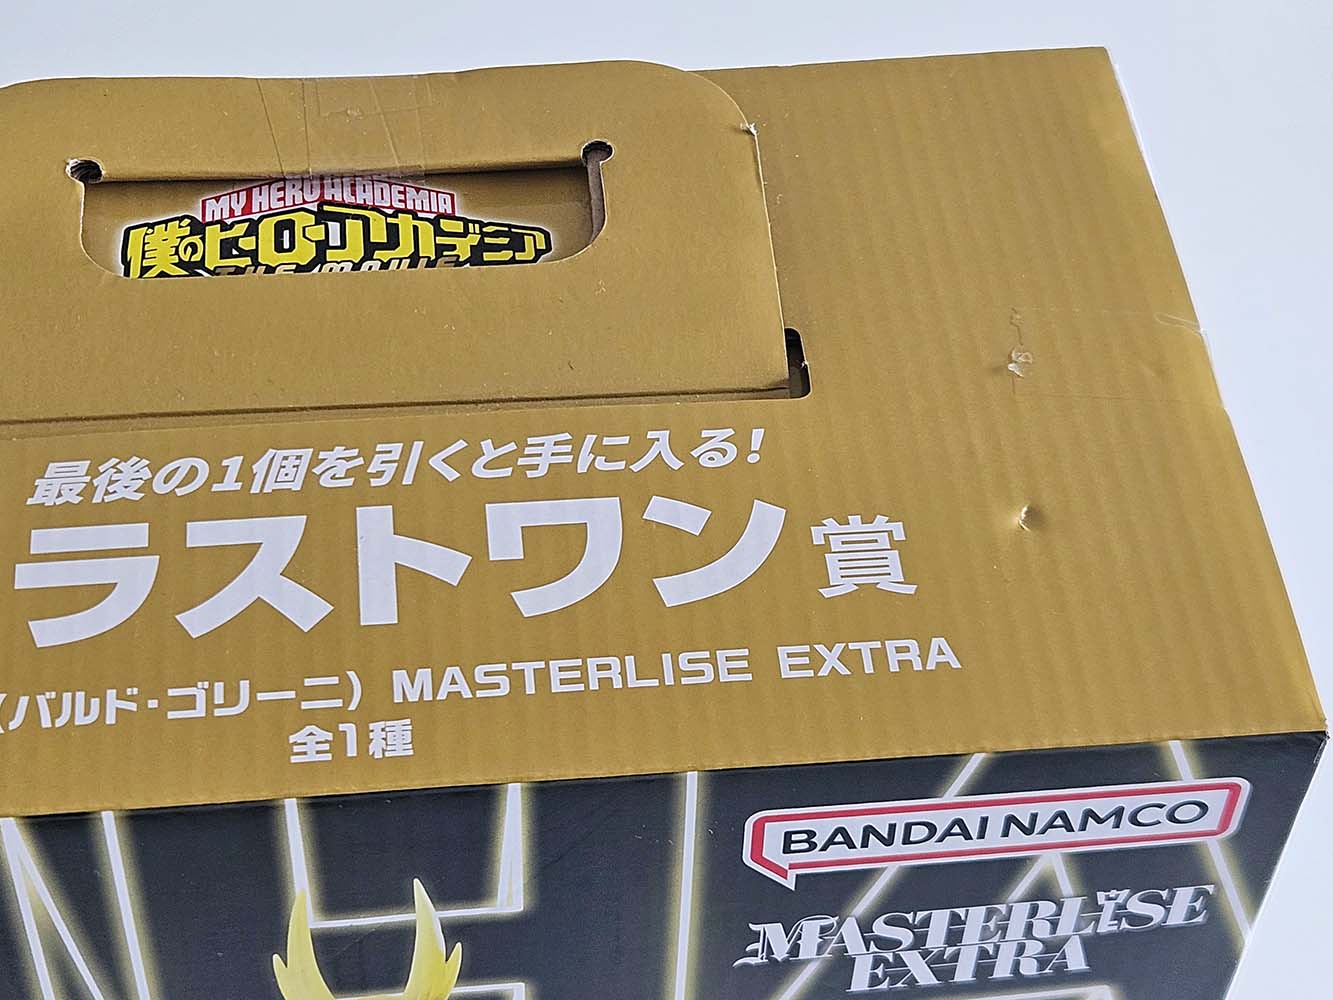 MY HERO ACADEMIA
僕のヒーローアカデミア
THE MOVIE
最後の1個を引くと手に入る!
ラストワン賞
(バルド・ゴリーニ) MASTERLISE EXTRA
全1種
BANDAI NAMCO
MASTERLISE
EXTRA